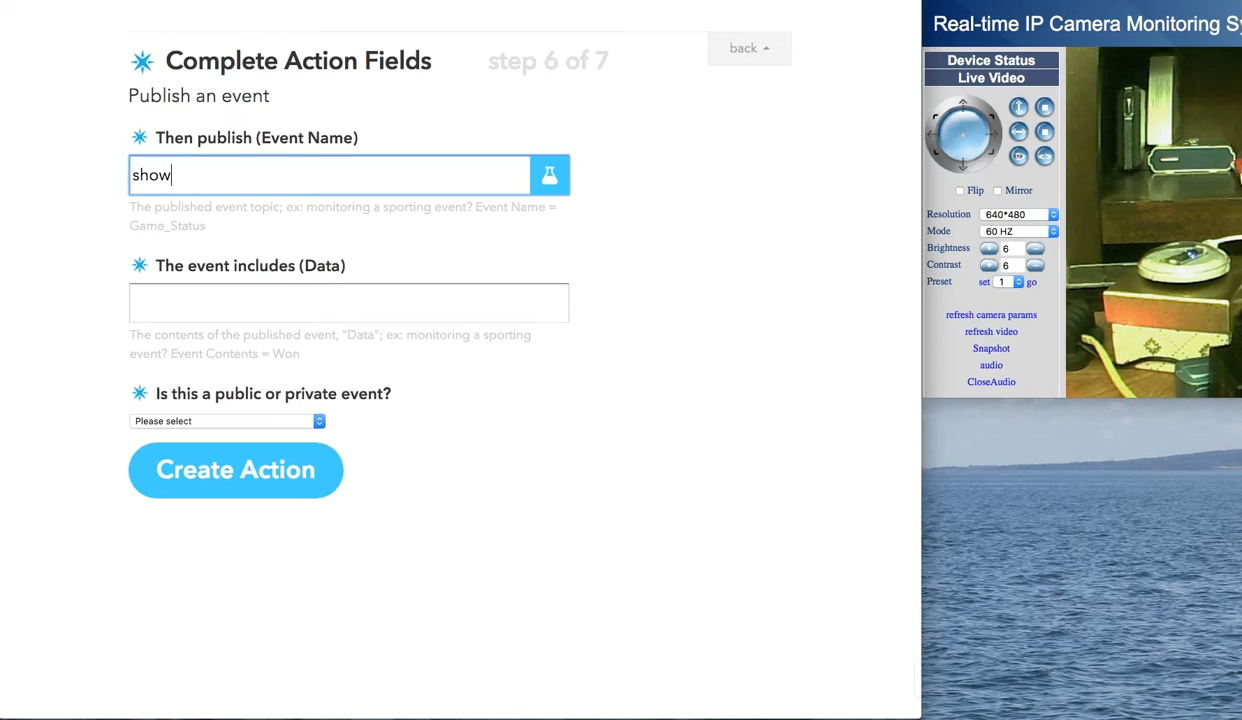 Complete Action Fields
step 6 of 7
back
Publish an event
Then publish (Event Name)
show
The published event topic; ex: monitoring a sporting event? Event Name =
Game_Status
The event includes (Data)
The contents of the published event, "Data"; ex: monitoring a sporting
event? Event Contents = Won
Is this a public or private event?
Please select
Create Action
Real-time IP Camera Monitoring Sy
Device Status
Live Video
Flip
Mirror
Resolution 640*480
Mode 60 HZ
Brightness 6
Contrast 6
Preset set 1 go
refresh camera params
refresh video
Snapshot
audio
CloseAudio